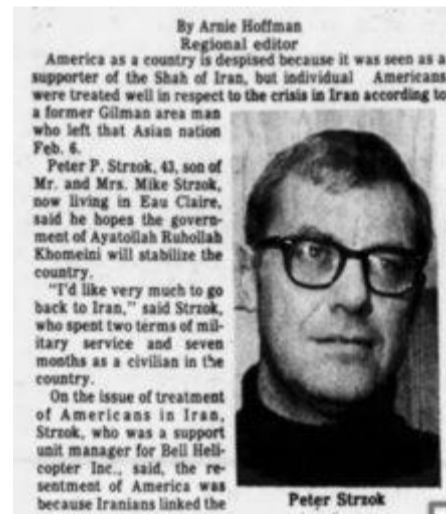 By Arnie Hoffman
Regional editor
America as a country is despised because it was seen as a
supporter of the Shah of Iran, but individual Americans
were treated well in respect to the crisis in Iran according to
a former Gilman area man
who left that Asian nation
Feb. 6.
Peter P. Strzok, 43, son of
Mr. and Mrs. Mike Strzok,
now living in Eau Claire,
said he hopes the govern-
ment of Ayatollah Ruhollah
Khomeini will stabilize the
country.
"I'd like very much to go
back to Iran," said Strzok,
who spent two terms of mil-
itary service and seven
months as a civilian in the
country.
On the issue of treatment
of Americans in Iran,
Strzok, who was a support
unit manager for Bell Heli-
copter Inc., said, the re-
sentment of America was
because Iranians linked the
Peter Strzok